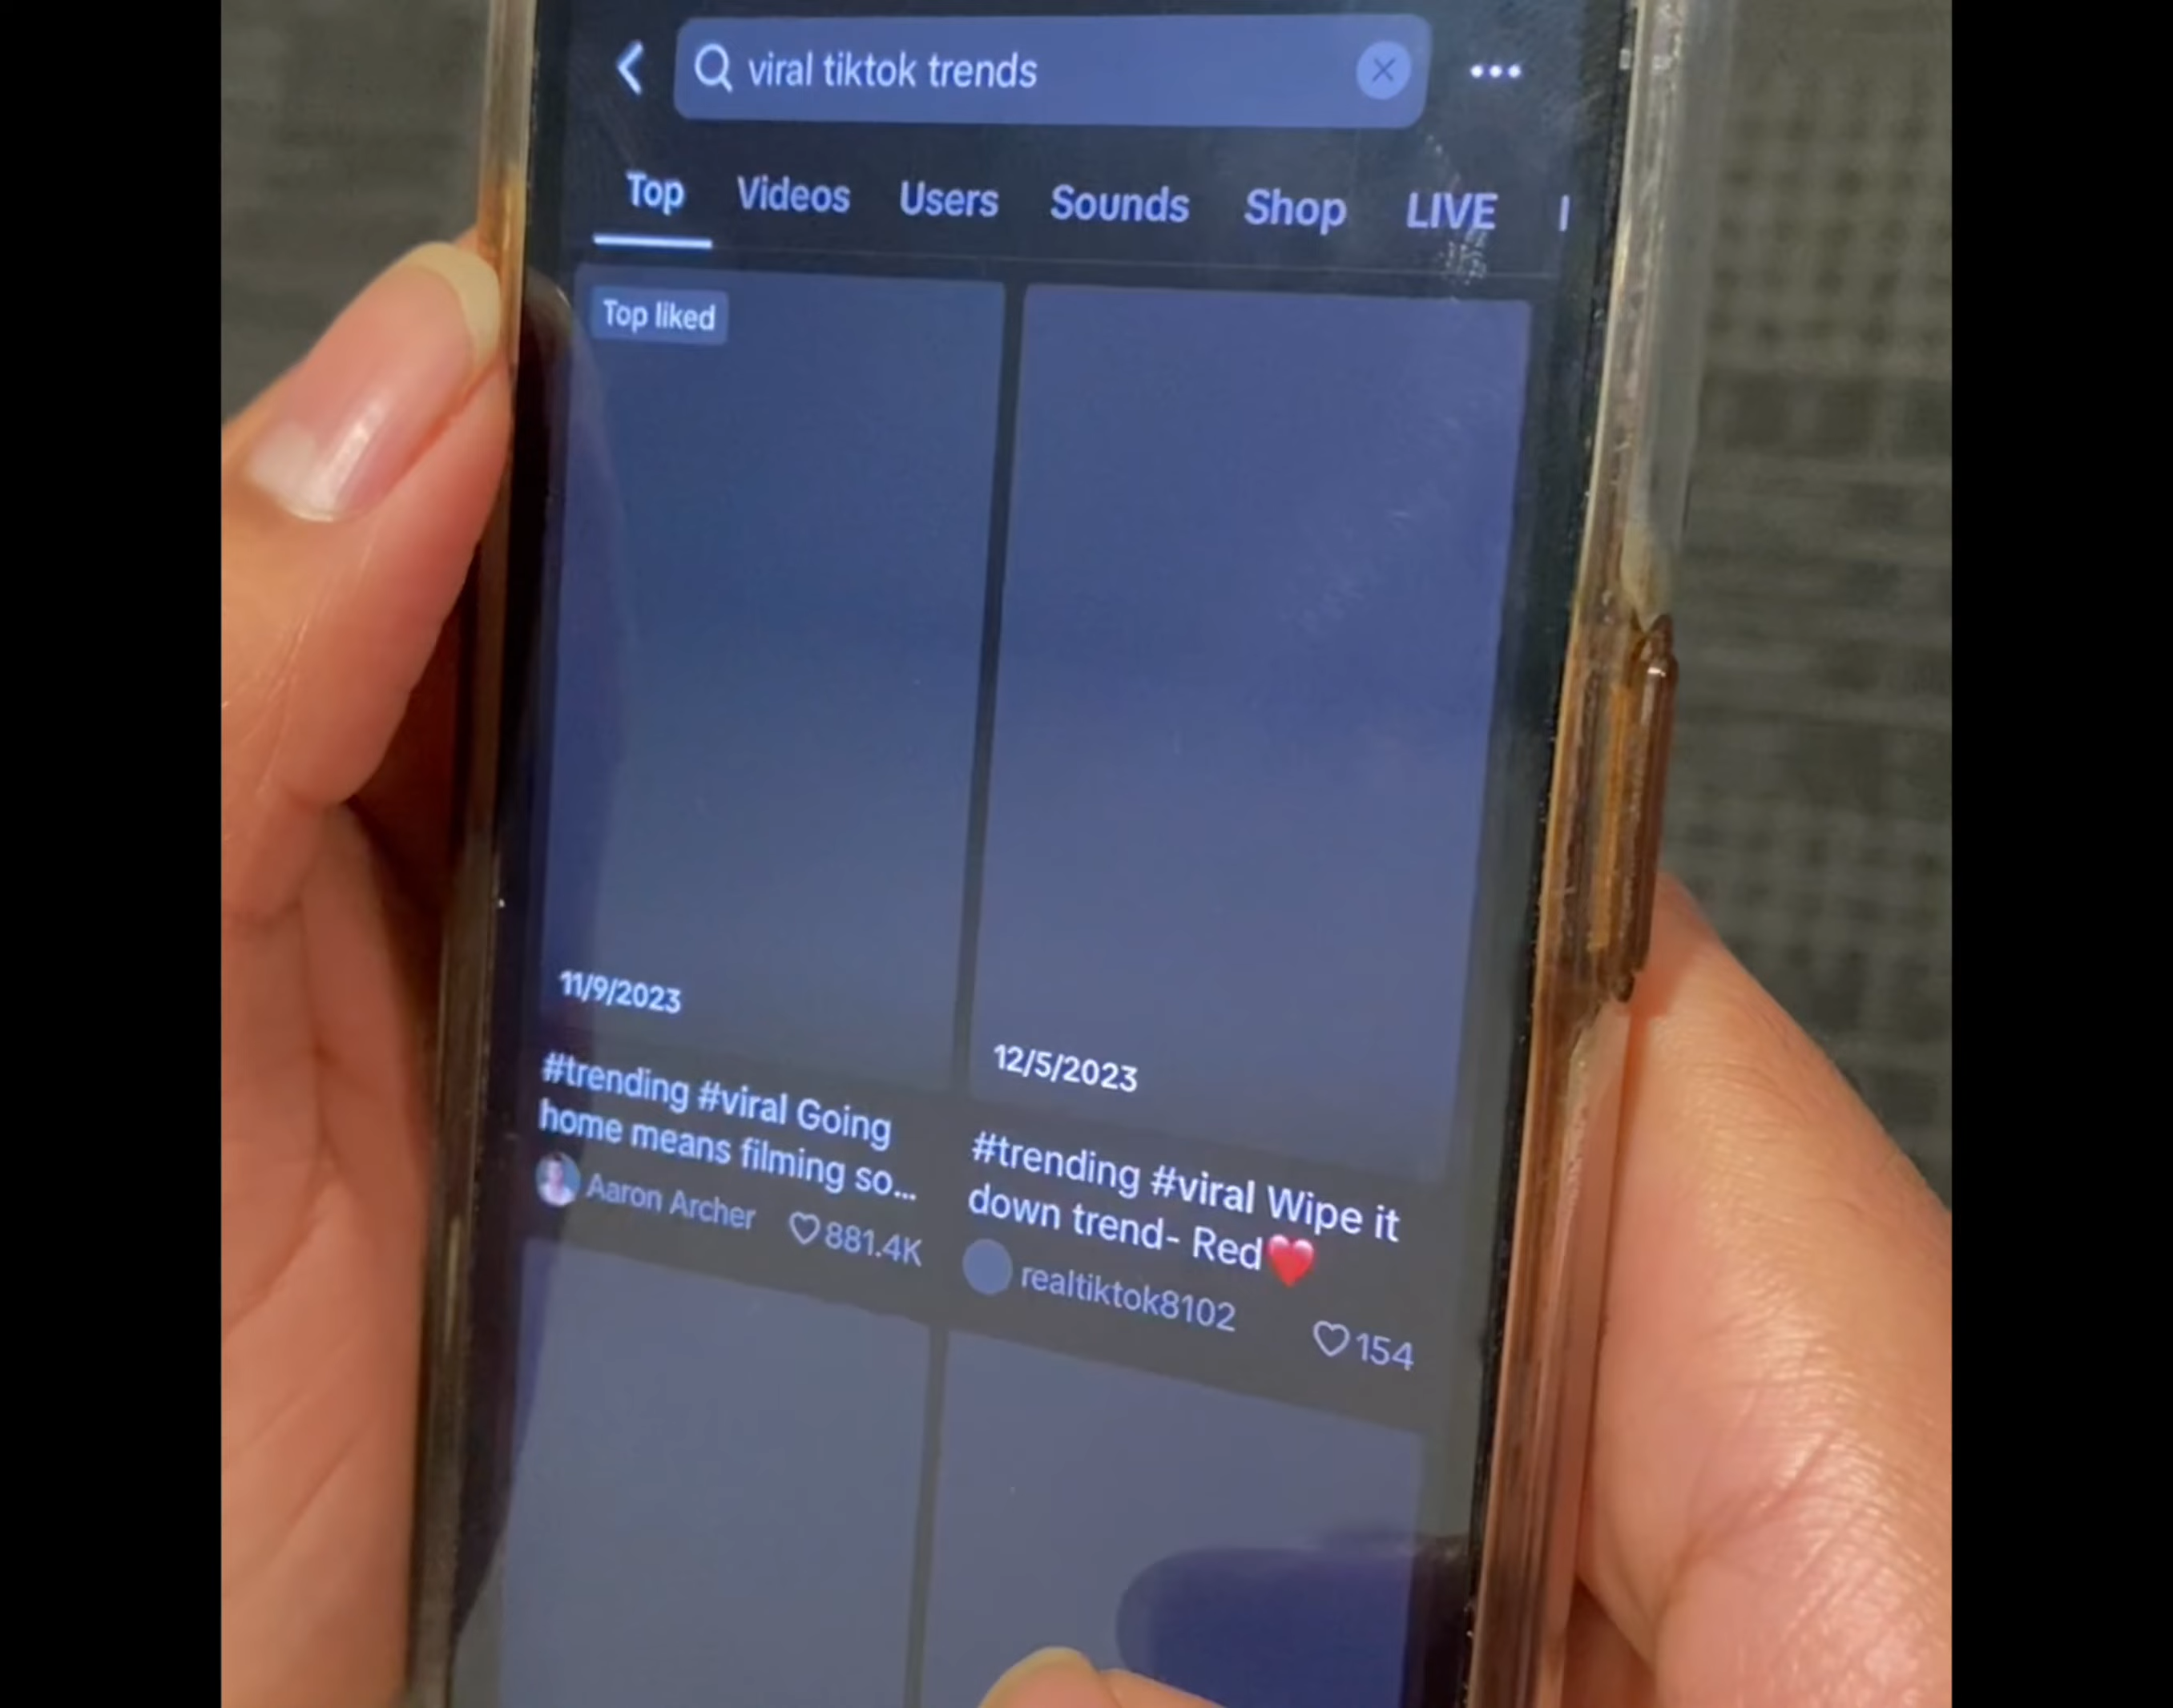 viral tiktok trends
Top Videos Users Sounds Shop LIVE
Top liked
11/9/2023
#trending #viral Going
home means filming so...
Aaron Archer 881.4K
12/5/2023
#trending #viral Wipe it
down trend- Red❤️
realtiktok8102 154